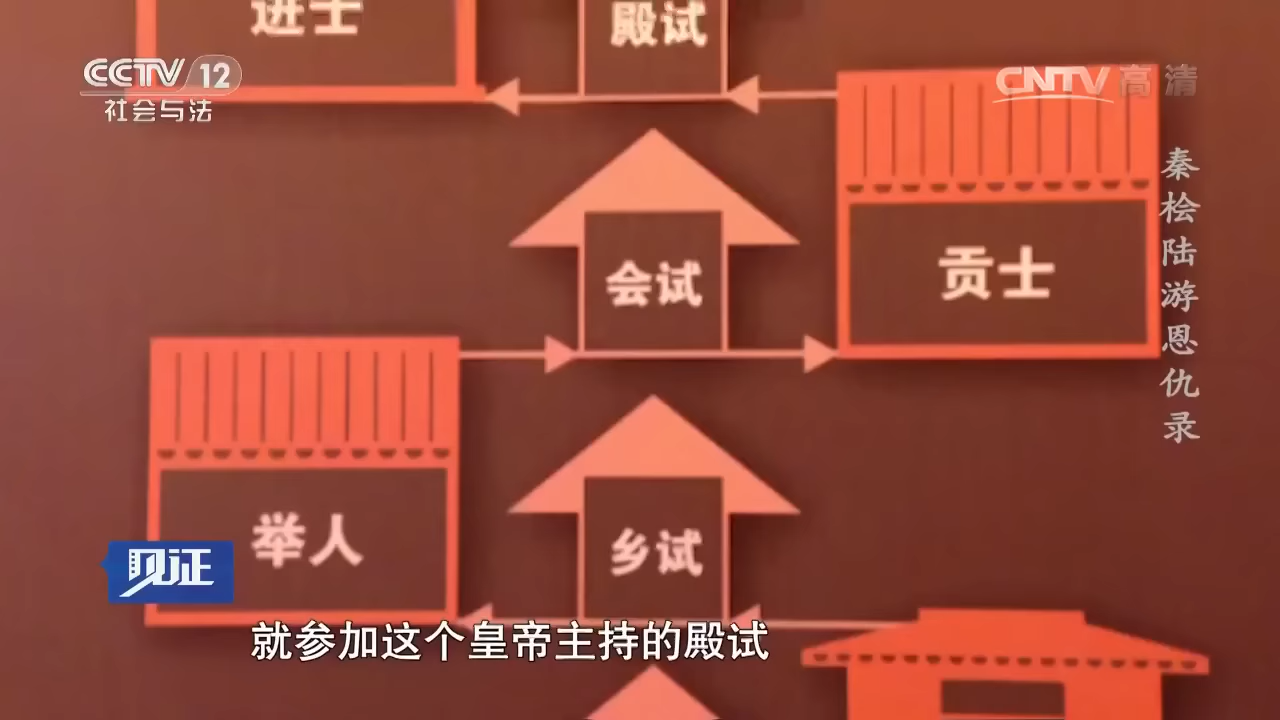 进士
殿试
CCTV 12
社会与法
CNTV 高清
秦桧陆游恩仇录
会试
贡士
举人
乡试
见证
就参加这个皇帝主持的殿试